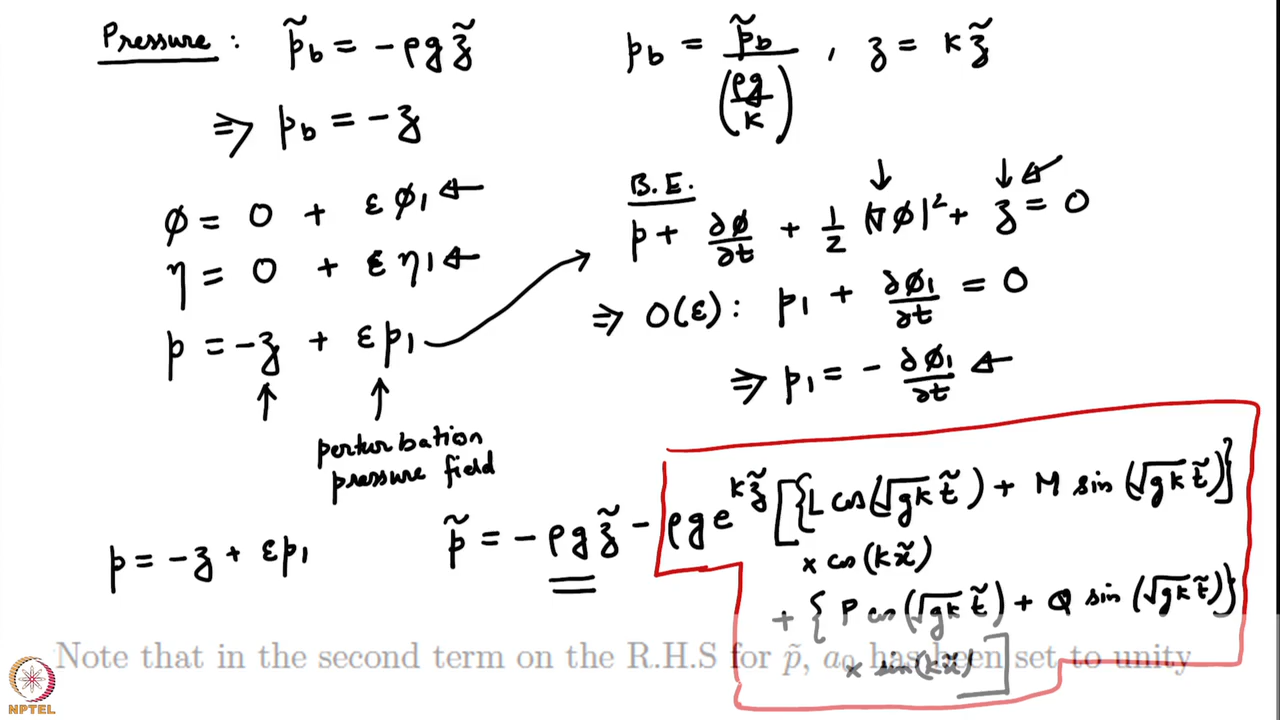 Pressure : p̃_b = −ρg z̃    p_b = p̃_b / (ρg/k) , z = k z̃
⇒ p_b = −z
B.E.
φ = 0 + εφ₁ ←
p + ∂φ/∂t + 1/2 |∇φ|² + z = 0
η = 0 + εη₁ ←
⇒ O(ε) : p₁ + ∂φ₁/∂t = 0
p = −z + εp₁
⇒ p₁ = − ∂φ₁/∂t ←
perturbation
pressure field
p = −z + εp₁
p̃ = −ρg z̃ − ρg e^{k z̃} [ { L cos(√gk t̃) + M sin(√gk t̃) }
× cos(k x̃)
+ { P cos(√gk t̃) + Q sin(√gk t̃) }
× sin(k x̃) ]
Note that in the second term on the R.H.S for p̃, a₀ has been set to unity
NPTEL